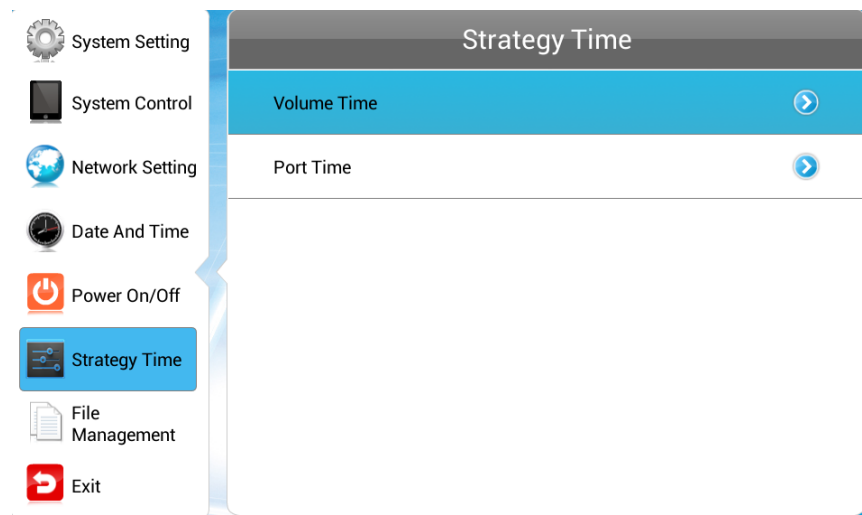 System Setting
System Control
Network Setting
Date And Time
Power On/Off
Strategy Time
File
Management
Exit
Strategy Time
Volume Time
Port Time